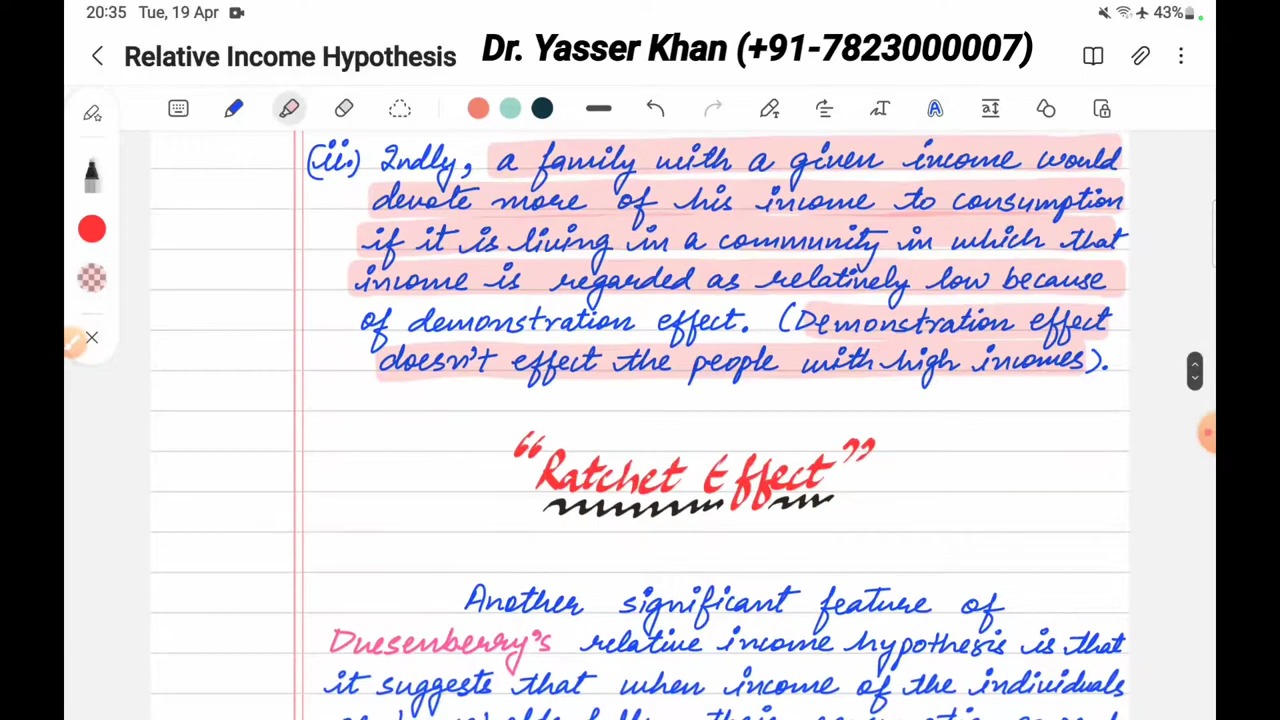 20:35 Tue, 19 Apr 43%
Relative Income Hypothesis Dr. Yasser Khan (+91-7823000007)
(ii.) 2ndly, a family with a given income would
devote more of his income to consumption
if it is living in a community in which that
income is regarded as relatively low because
of demonstration effect. (Demonstration effect
doesn't effect the people with high incomes).
"Ratchet Effect"
Another significant feature of
Duesenberry's relative income hypothesis is that
it suggests that when income of the individuals